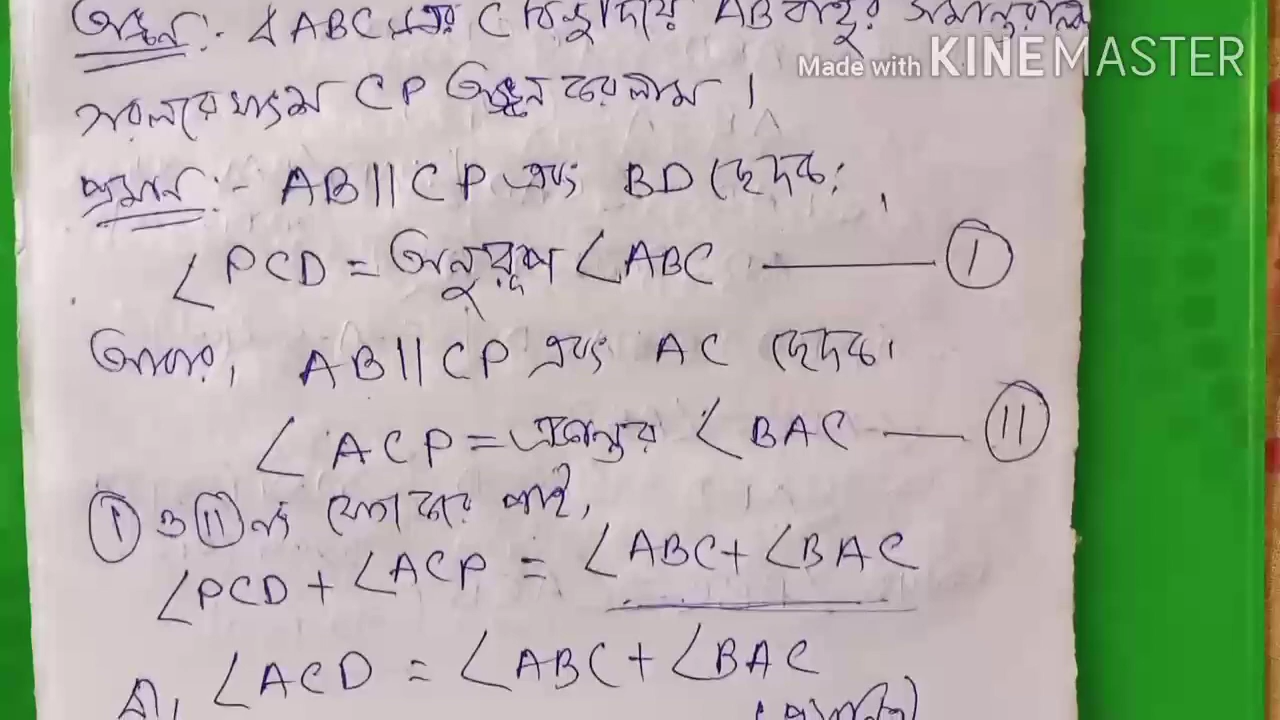 অঙ্কন :- △ABC এর C বিন্দু দিয়ে AB বাহুর সমান্তরাল
Made with KINEMASTER
সরলরেখাংশ CP অঙ্কন করলাম ।
প্রমান :- AB||CP এবং BD ছেদক ।
∠PCD = অনুরূপ ∠ABC —— I
আবার, AB||CP এবং AC ছেদক।
∠ACP = একান্তর ∠BAC —— II
I ও II নং যোগ করে পাই,
∠PCD + ∠ACP = ∠ABC + ∠BAC
বা, ∠ACD = ∠ABC + ∠BAC
(প্রমানিত)